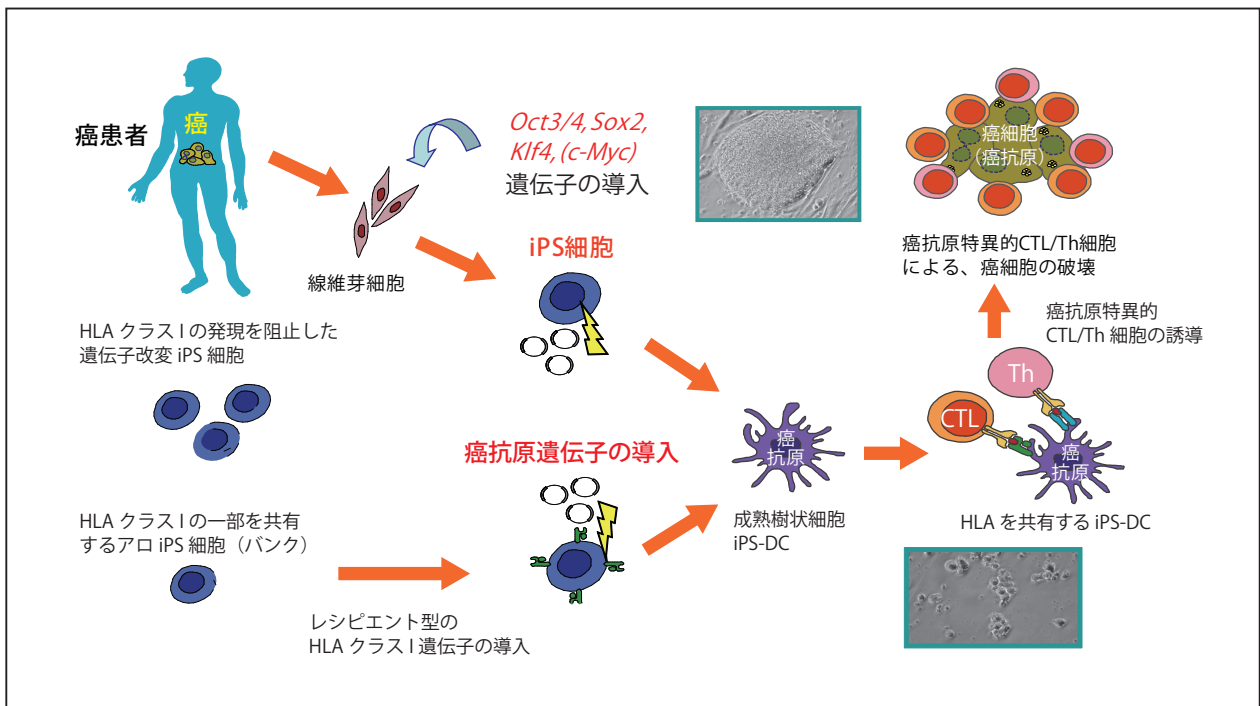 癌患者
癌
Oct3/4, Sox2,
Klf4, (c-Myc)
遺伝子の導入
線維芽細胞
iPS細胞
HLA クラス I の発現を阻止した
遺伝子改変 iPS 細胞
癌抗原遺伝子の導入
HLA クラス I の一部を共有
するアロ iPS 細胞（バンク）
レシピエント型の
HLA クラス I 遺伝子の導入
癌
抗原
成熟樹状細胞
iPS-DC
癌細胞
（癌抗原）
癌抗原特異的CTL/Th細胞
による、癌細胞の破壊
癌抗原特異的
CTL/Th 細胞の誘導
Th
CTL
癌
抗原
HLA を共有する iPS-DC